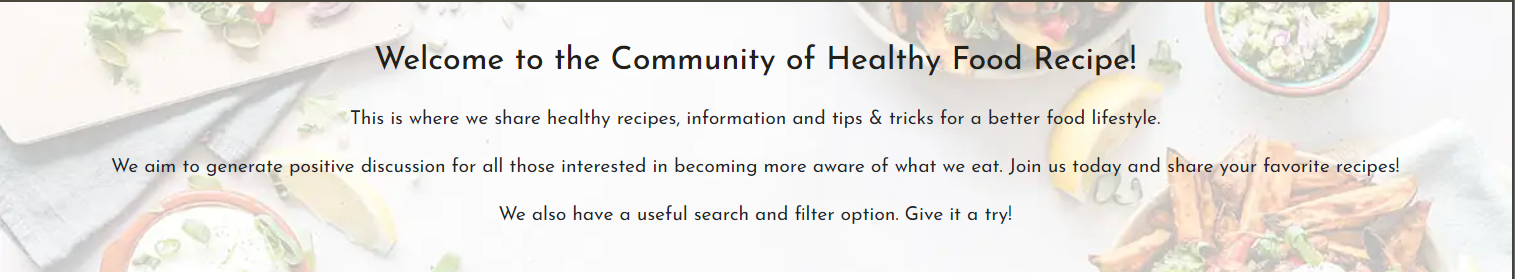 Welcome to the Community of Healthy Food Recipe!
This is where we share healthy recipes, information and tips & tricks for a better food lifestyle.
We aim to generate positive discussion for all those interested in becoming more aware of what we eat. Join us today and share your favorite recipes!
We also have a useful search and filter option. Give it a try!